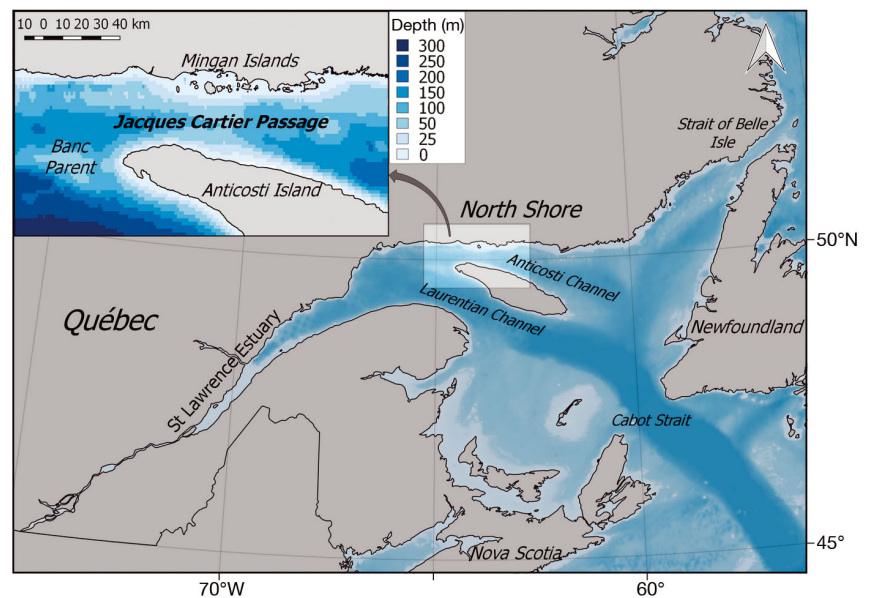 10 0 10 20 30 40 km
Mingan Islands
Jacques Cartier Passage
Banc
Parent
Anticosti Island
Depth (m)
300
250
200
150
100
50
25
0
Strait of Belle
Isle
North Shore
50°N
Anticosti Channel
Laurentian Channel
Québec
Newfoundland
St Lawrence Estuary
Cabot Strait
45°
Nova Scotia
70°W
60°